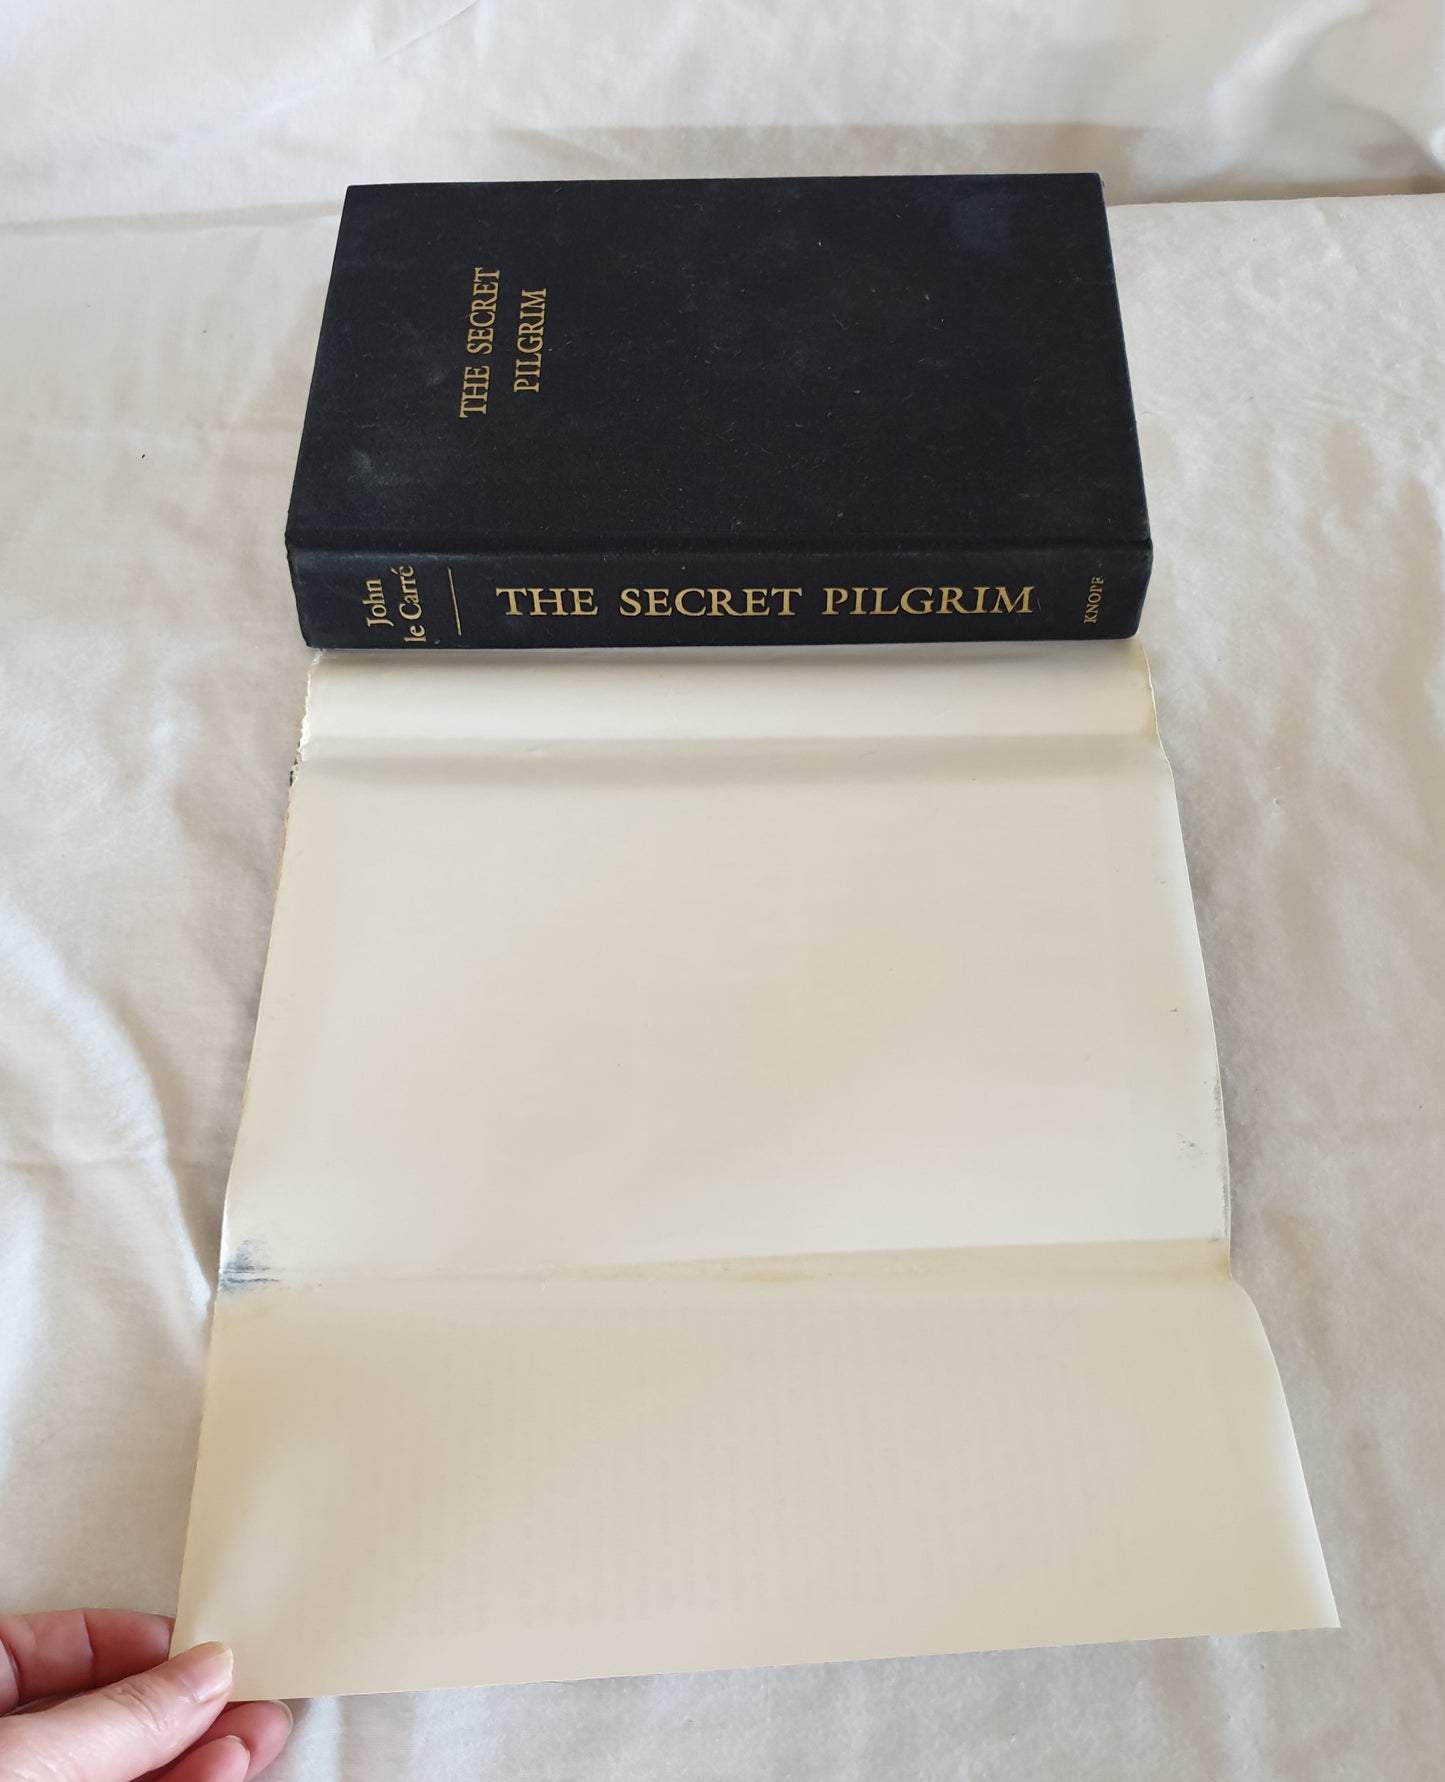 THE SECRET
PILGRIM
John
le Carré
THE SECRET PILGRIM
KNOPF